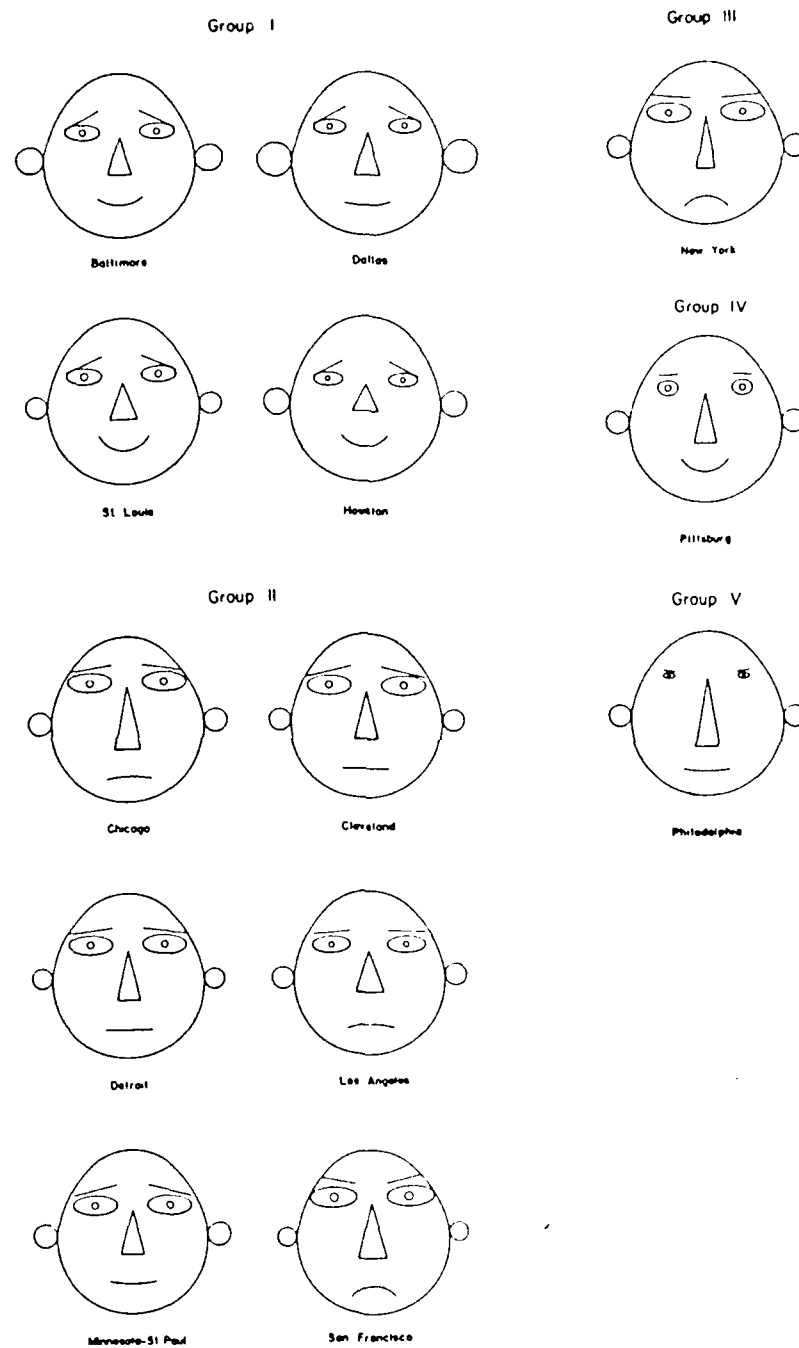 Group I
Baltimore
Dallas
St. Louis
Houston
Group II
Chicago
Cleveland
Detroit
Los Angeles
Minnesota-St Paul
San Francisco
Group III
New York
Group IV
Pittsburg
Group V
Philadelphia